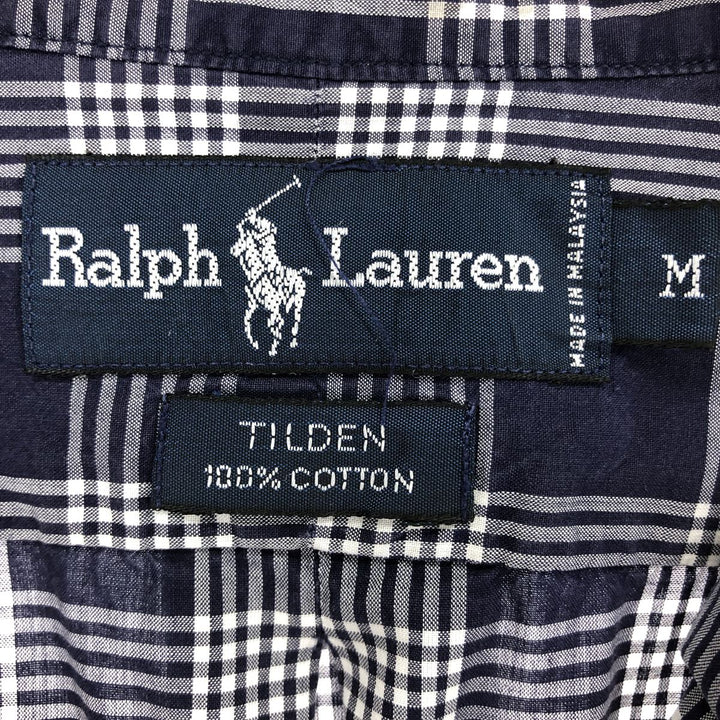 Ralph Lauren
MADE IN MALAYSIA
M
TILDEN
100% COTTON